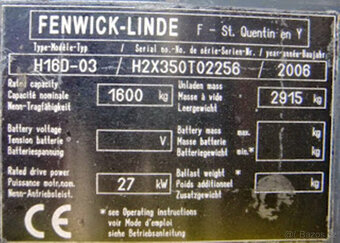 FENWICK-LINDE F - St. Quentin en Y
Type-Modèle-Typ / Serial no.-No. de série-Serien-Nr. / year-année-Baujahr
H16D-03 / H2X350T02256 / 2006
Rated capacity
Capacité nominale 1600 kg
Nenn-Tragfähigkeit
Unladen mass
Masse à vide 2915 kg
Leergewicht
Battery voltage
Tension batterie V
Batteriespannung
Battery mass max. kg
Masse batterie
Batteriegewicht min.* kg
Rated drive power
Puissance motr.nom. 27 kW
Nenn-Antriebsleist.
Ballast weight *
Poids additionnel kg
Zusatzgewicht
CE
* see Operating instructions
voir Mode d'emploi
siehe Betriebsanleitung
Bazos.cz